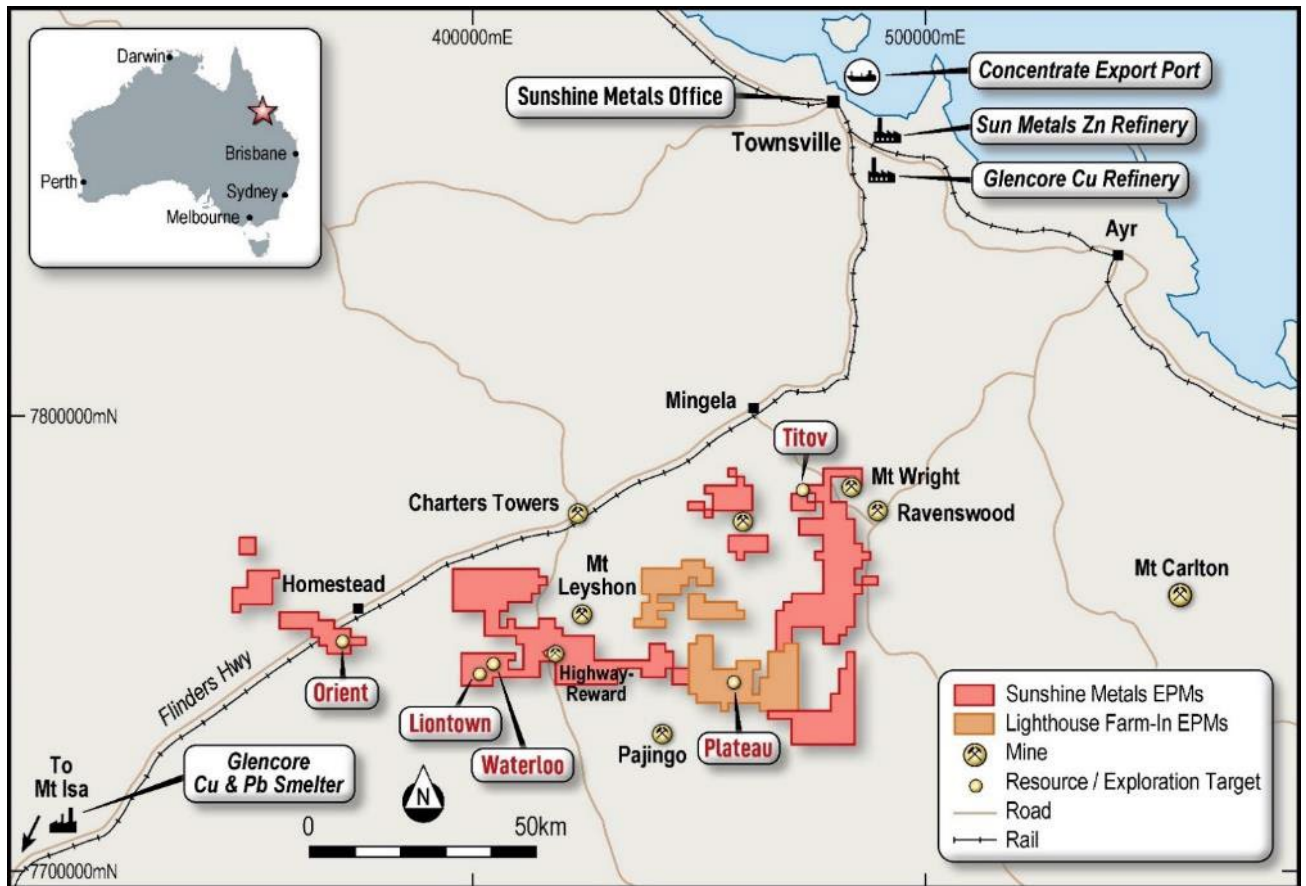 400000mE
500000mE
Darwin
Brisbane
Perth
Sydney
Melbourne
Sunshine Metals Office
Concentrate Export Port
Townsville
Sun Metals Zn Refinery
Glencore Cu Refinery
Ayr
7800000mN
Mingela
Titov
Mt Wright
Charters Towers
Ravenswood
Mt
Leyshon
Mt Carlton
Homestead
Flinders Hwy
Orient
Highway-
Reward
Liontown
Waterloo
Pajingo
Plateau
To
Mt Isa
Glencore
Cu & Pb Smelter
N
0
50km
Sunshine Metals EPMs
Lighthouse Farm-In EPMs
Mine
Resource / Exploration Target
Road
Rail
7700000mN